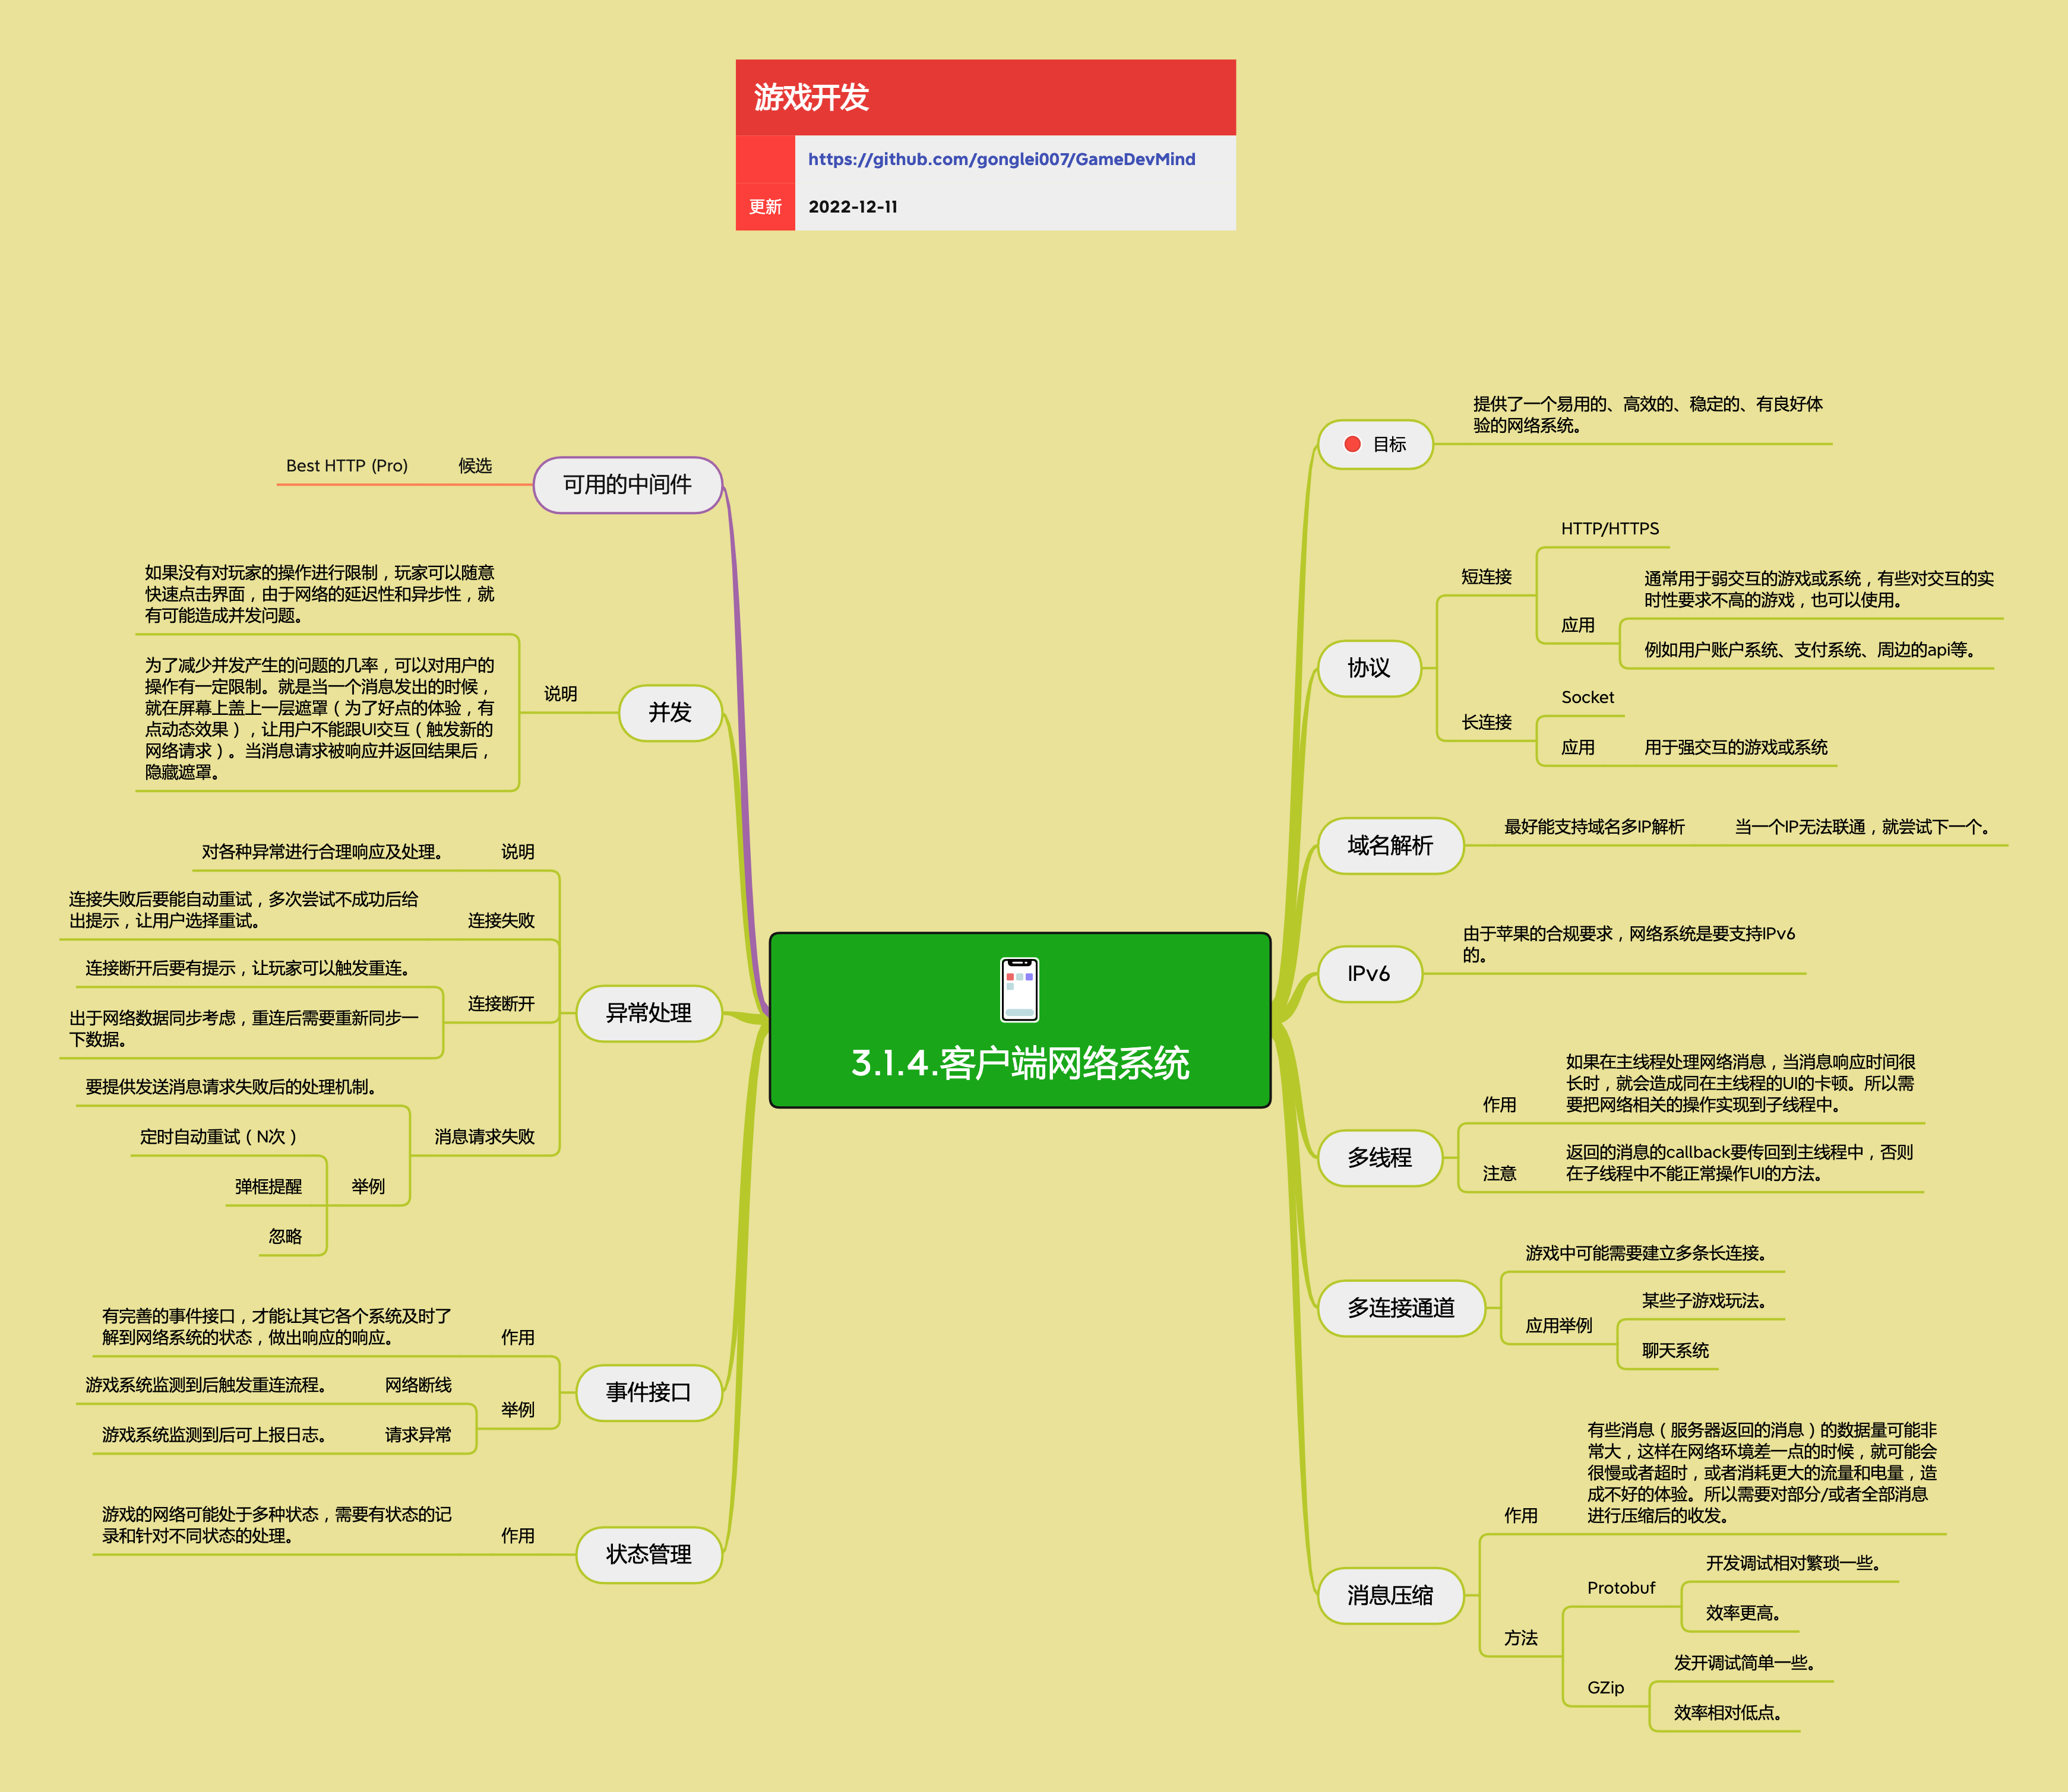 游戏开发
https://github.com/gonglei007/GameDevMind
更新
2022-12-11
3.1.4.客户端网络系统
目标
提供了一个易用的、高效的、稳定的、有良好体
验的网络系统。
协议
短连接
HTTP/HTTPS
应用
通常用于弱交互的游戏或系统，有些对交互的实
时性要求不高的游戏，也可以使用。
例如用户账户系统、支付系统、周边的api等。
长连接
Socket
应用
用于强交互的游戏或系统
域名解析
最好能支持域名多IP解析
当一个IP无法联通，就尝试下一个。
IPv6
由于苹果的合规要求，网络系统是要支持IPv6
的。
多线程
作用
如果在主线程处理网络消息，当消息响应时间很
长时，就会造成同在主线程的UI的卡顿。所以需
要把网络相关的操作实现到子线程中。
注意
返回的消息的callback要传回到主线程中，否则
在子线程中不能正常操作UI的方法。
多连接通道
游戏中可能需要建立多条长连接。
应用举例
某些子游戏玩法。
聊天系统
消息压缩
作用
有些消息（服务器返回的消息）的数据量可能非
常大，这样在网络环境差一点的时候，就可能会
很慢或者超时，或者消耗更大的流量和电量，造
成不好的体验。所以需要对部分/或者全部消息
进行压缩后的收发。
方法
Protobuf
开发调试相对繁琐一些。
效率更高。
GZip
发开调试简单一些。
效率相对低点。
可用的中间件
候选
Best HTTP (Pro)
并发
说明
如果没有对玩家的操作进行限制，玩家可以随意
快速点击界面，由于网络的延迟性和异步性，就
有可能造成并发问题。
为了减少并发产生的问题的几率，可以对用户的
操作有一定限制。就是当一个消息发出的时候，
就在屏幕上盖上一层遮罩（为了好点的体验，有
点动态效果），让用户不能跟UI交互（触发新的
网络请求）。当消息请求被响应并返回结果后，
隐藏遮罩。
异常处理
说明
对各种异常进行合理响应及处理。
连接失败
连接失败后要能自动重试，多次尝试不成功后给
出提示，让用户选择重试。
连接断开
连接断开后要有提示，让玩家可以触发重连。
出于网络数据同步考虑，重连后需要重新同步一
下数据。
消息请求失败
要提供发送消息请求失败后的处理机制。
举例
定时自动重试（N次）
弹框提醒
忽略
事件接口
作用
有完善的事件接口，才能让其它各个系统及时了
解到网络系统的状态，做出响应的响应。
举例
网络断线
游戏系统监测到后触发重连流程。
请求异常
游戏系统监测到后可上报日志。
状态管理
作用
游戏的网络可能处于多种状态，需要有状态的记
录和针对不同状态的处理。